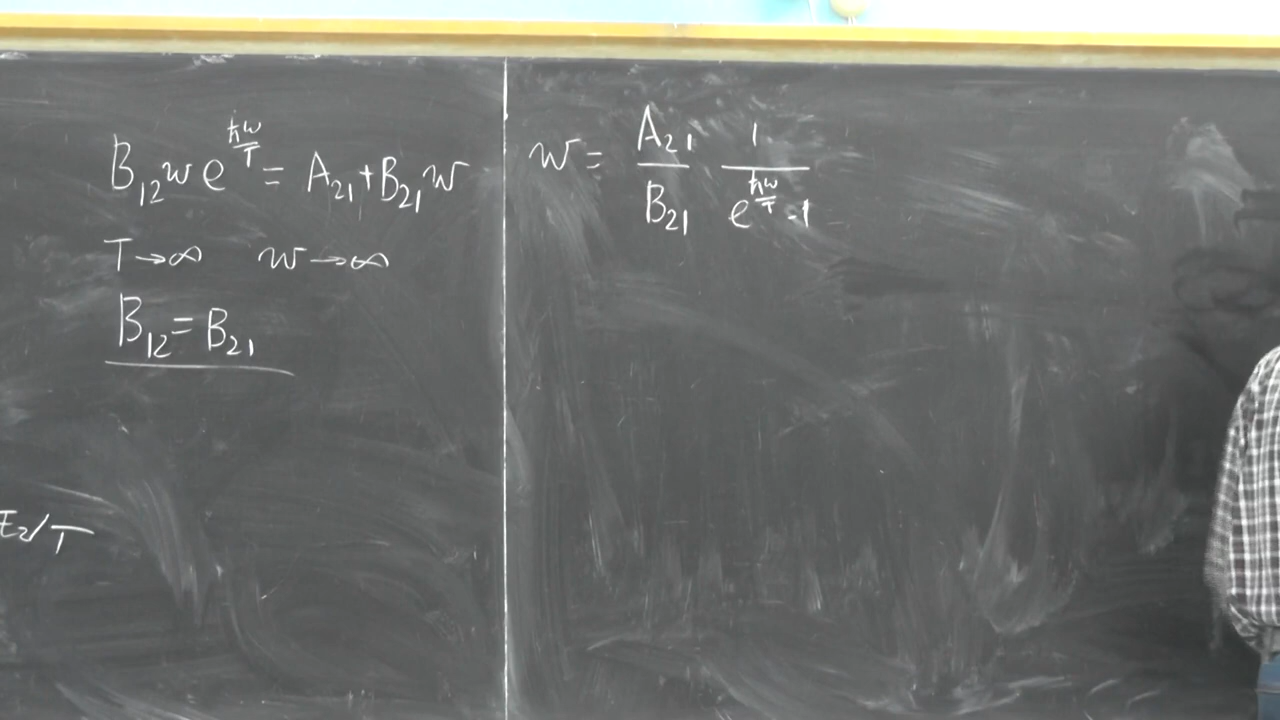 B₁₂ w e^{ħω/T} = A₂₁ + B₂₁ w
T → ∞ w → ∞
B₁₂ = B₂₁
E₂/T
w = A₂₁/B₂₁ 1/(e^{ħω/T} - 1)